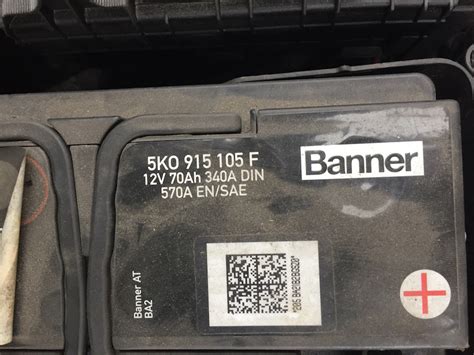 5K0 915 105 F
12V 70Ah 340A DIN
570A EN/SAE
Banner
Banner AT
BA2
+